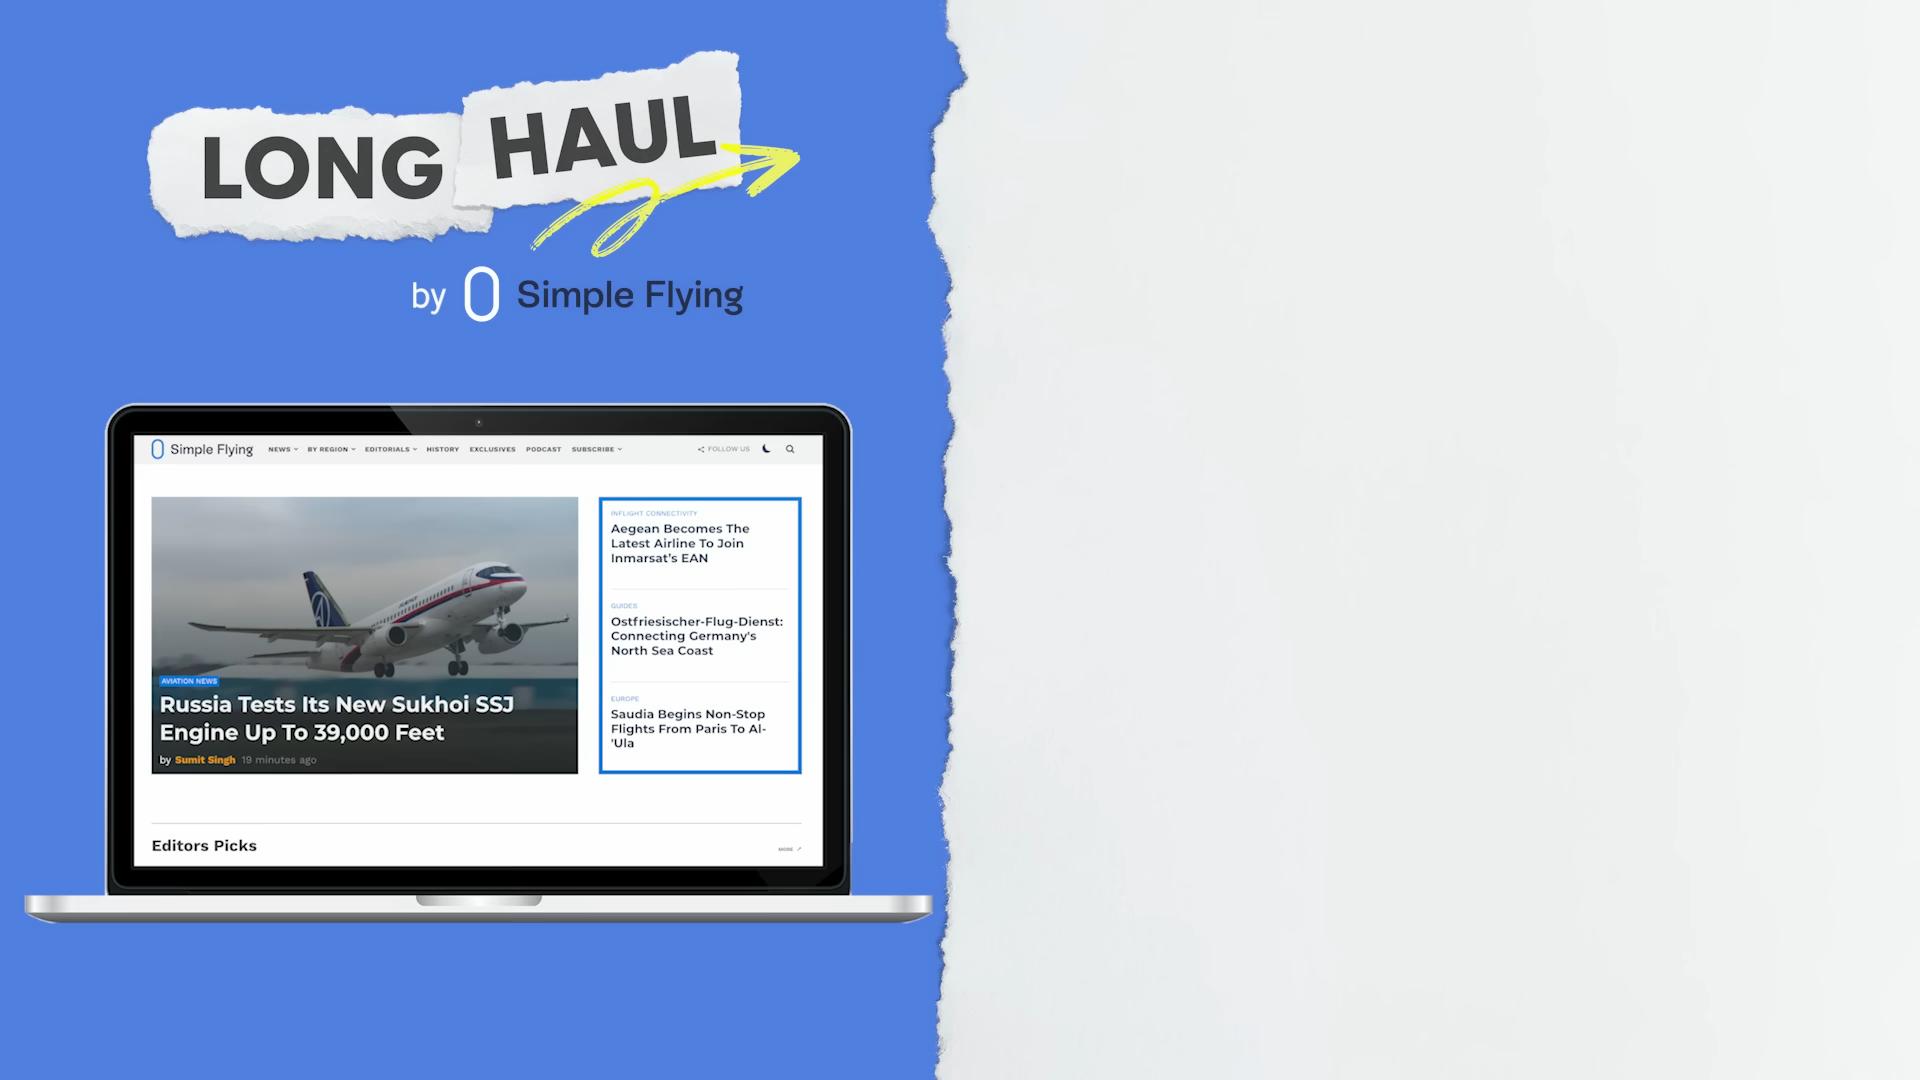 LONG HAUL
by Simple Flying
Simple Flying NEWS BY REGION EDITORIALS HISTORY EXCLUSIVES PODCAST SUBSCRIBE FOLLOW US
AVIATION NEWS
Russia Tests Its New Sukhoi SSJ
Engine Up To 39,000 Feet
by Sumit Singh 19 minutes ago
INFLIGHT CONNECTIVITY
Aegean Becomes The
Latest Airline To Join
Inmarsat's EAN
GUIDES
Ostfriesischer-Flug-Dienst:
Connecting Germany's
North Sea Coast
EUROPE
Saudia Begins Non-Stop
Flights From Paris To Al-
'Ula
Editors Picks
MORE